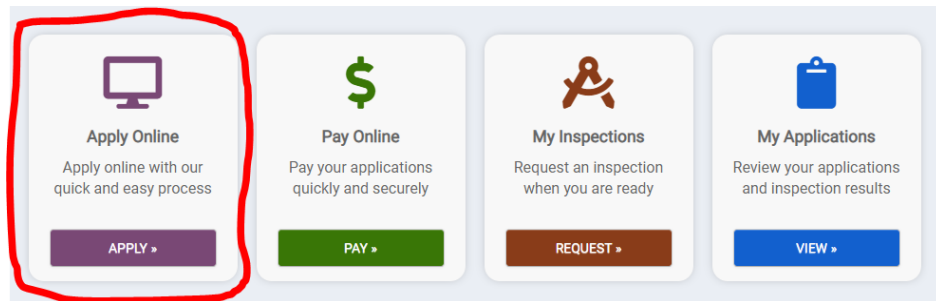 Apply Online
Apply online with our
quick and easy process
APPLY »
Pay Online
Pay your applications
quickly and securely
PAY »
My Inspections
Request an inspection
when you are ready
REQUEST »
My Applications
Review your applications
and inspection results
VIEW »